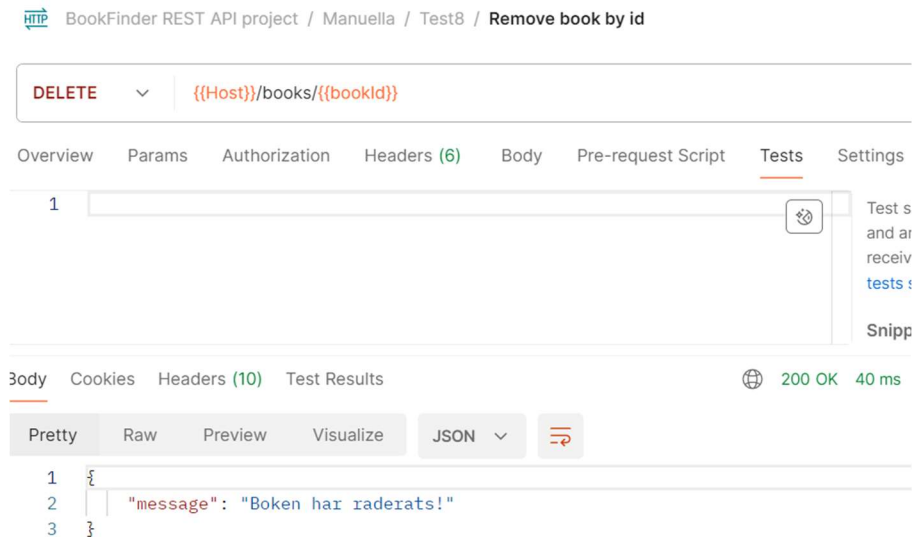 HTTP BookFinder REST API project / Manuella / Test8 / Remove book by id
DELETE {{Host}}/books/{{bookId}}
Overview Params Authorization Headers (6) Body Pre-request Script Tests Settings
1
Test s
and ar
receiv
tests s
Snipp
Body Cookies Headers (10) Test Results 200 OK 40 ms
Pretty Raw Preview Visualize JSON
1 {
2 "message": "Boken har raderats!"
3 }